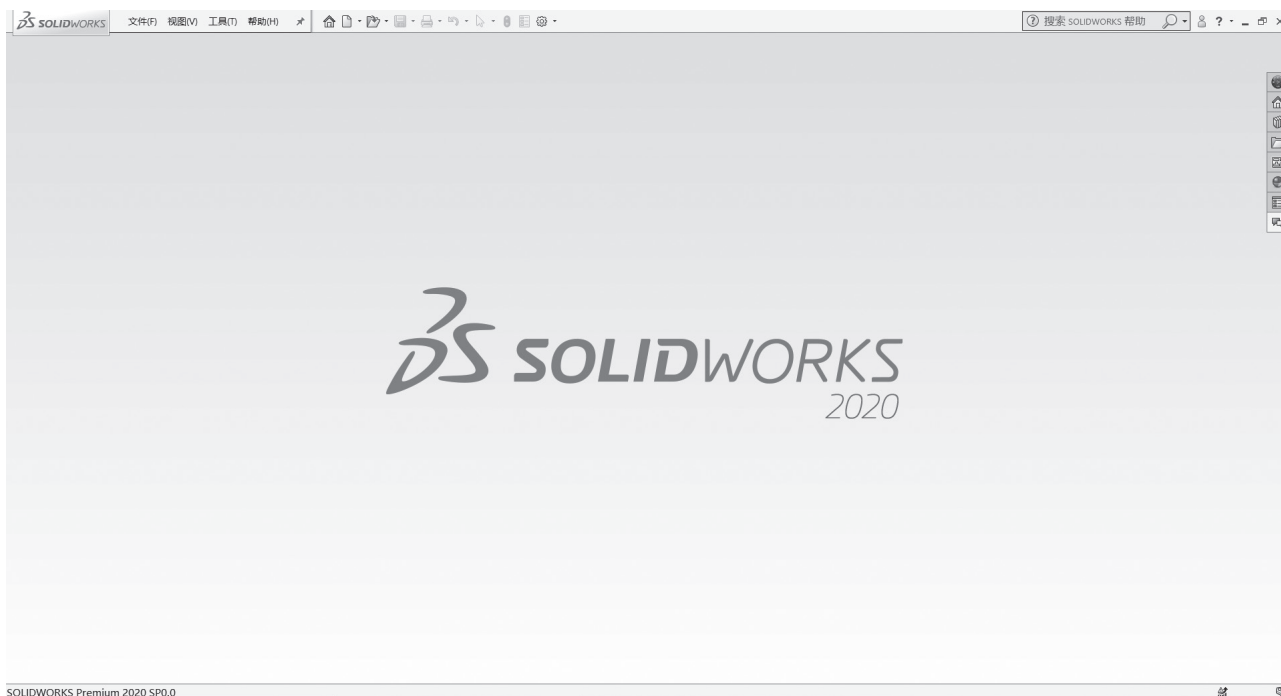 SOLIDWORKS 文件(F) 视图(V) 工具(T) 帮助(H) 搜索 SOLIDWORKS 帮助 ?
SOLIDWORKS
2020
SOLIDWORKS Premium 2020 SP0.0